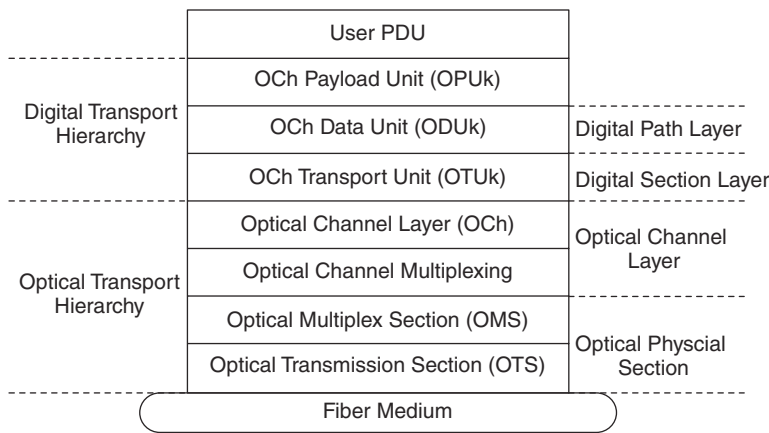 User PDU
OCh Payload Unit (OPUk)
Digital Transport
Hierarchy
OCh Data Unit (ODUk)
Digital Path Layer
OCh Transport Unit (OTUk)
Digital Section Layer
Optical Channel Layer (OCh)
Optical Channel
Layer
Optical Channel Multiplexing
Optical Transport
Hierarchy
Optical Multiplex Section (OMS)
Optical Physcial
Section
Optical Transmission Section (OTS)
Fiber Medium